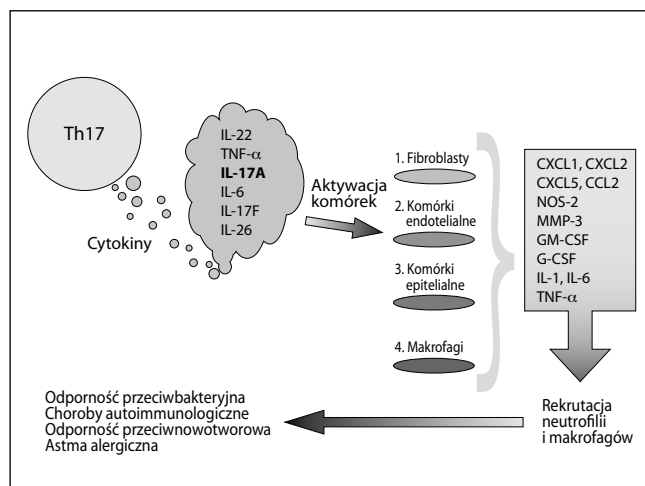 Th17
Cytokiny
IL-22
TNF-α
IL-17A
IL-6
IL-17F
IL-26
Aktywacja
komórek
1. Fibroblasty
2. Komórki
endotelialne
3. Komórki
epitelialne
4. Makrofagi
CXCL1, CXCL2
CXCL5, CCL2
NOS-2
MMP-3
GM-CSF
G-CSF
IL-1, IL-6
TNF-α
Rekrutacja
neutrofilii
i makrofagów
Odporność przeciwbakteryjna
Choroby autoimmunologiczne
Odporność przeciwnowotworowa
Astma alergiczna